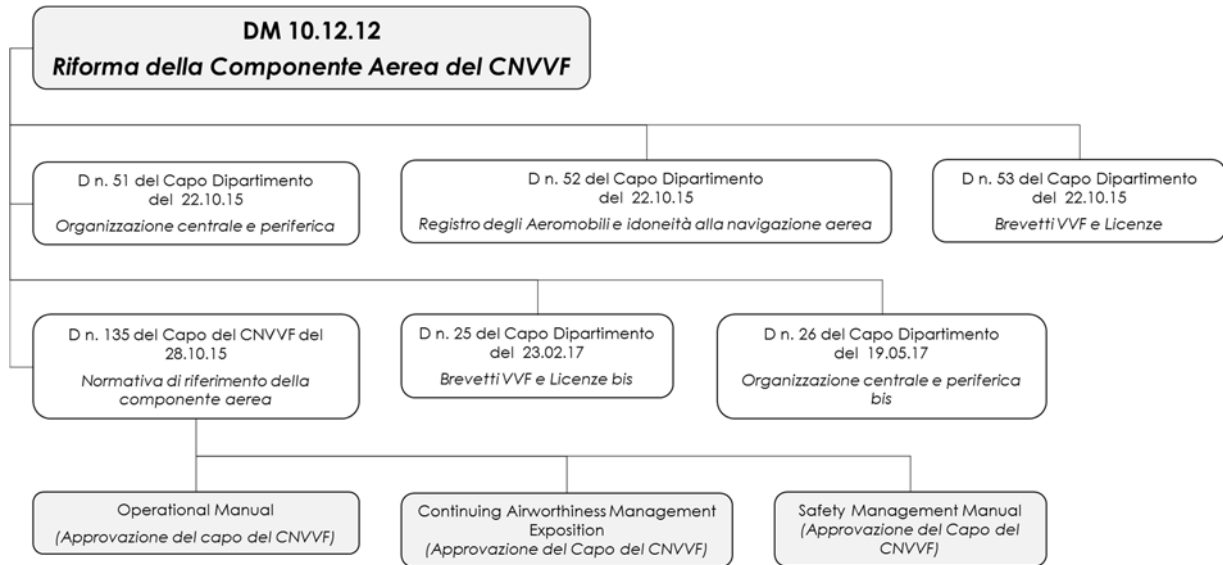 DM 10.12.12
Riforma della Componente Aerea del CNVVF
D n. 51 del Capo Dipartimento
del 22.10.15
Organizzazione centrale e periferica
D n. 52 del Capo Dipartimento
del 22.10.15
Registro degli Aeromobili e idoneità alla navigazione aerea
D n. 53 del Capo Dipartimento
del 22.10.15
Brevetti VVF e Licenze
D n. 135 del Capo del CNVVF del
28.10.15
Normativa di riferimento della
componente aerea
D n. 25 del Capo Dipartimento
del 23.02.17
Brevetti VVF e Licenze bis
D n. 26 del Capo Dipartimento
del 19.05.17
Organizzazione centrale e periferica
bis
Operational Manual
(Approvazione del capo del CNVVF)
Continuing Airworthiness Management
Exposition
(Approvazione del Capo del CNVVF)
Safety Management Manual
(Approvazione del Capo del
CNVVF)